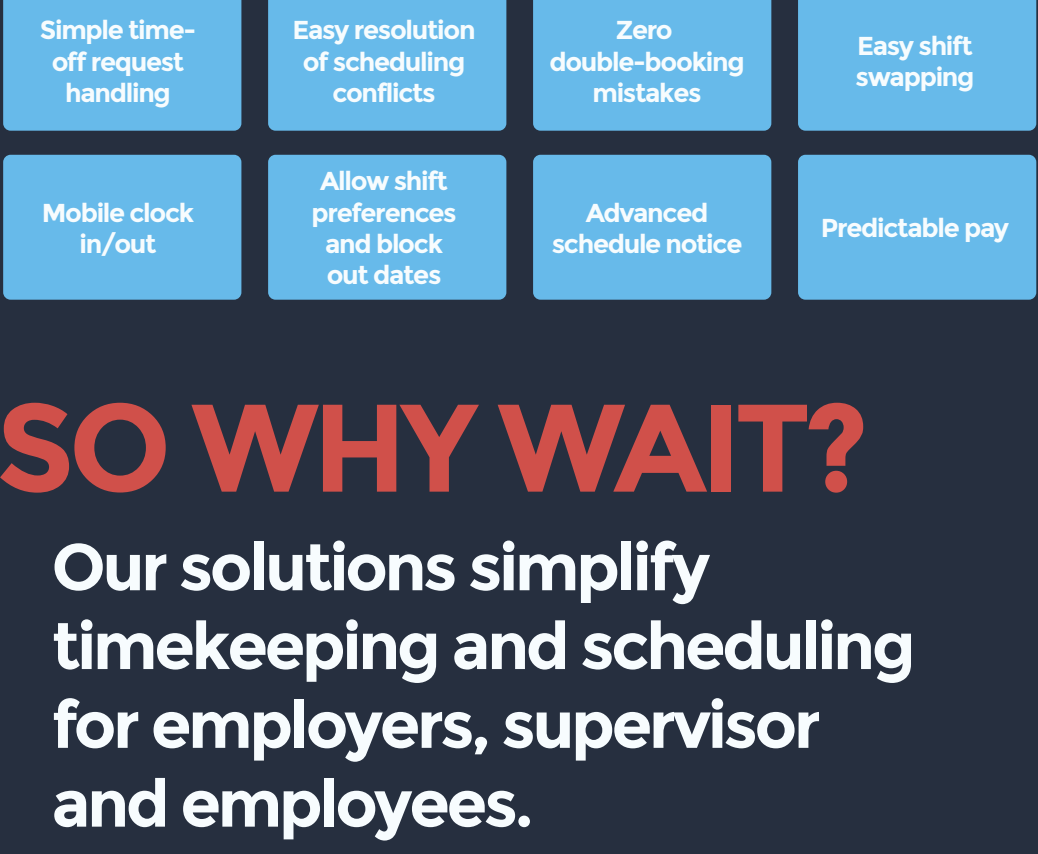 Simple time-
off request
handling
Easy resolution
of scheduling
conflicts
Zero
double-booking
mistakes
Easy shift
swapping
Mobile clock
in/out
Allow shift
preferences
and block
out dates
Advanced
schedule notice
Predictable pay
SO WHY WAIT?
Our solutions simplify
timekeeping and scheduling
for employers, supervisor
and employees.